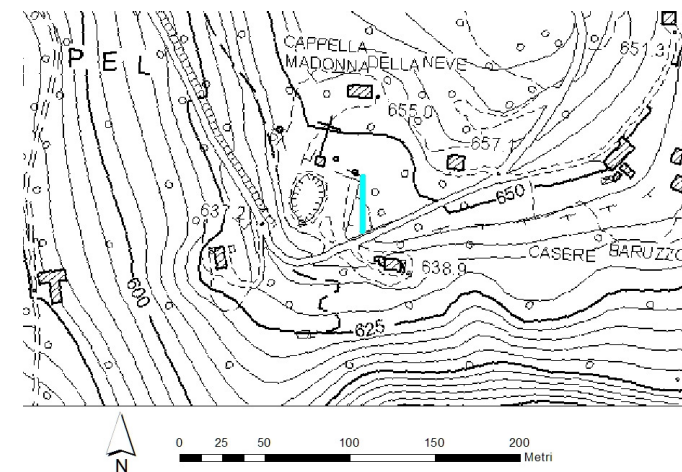 CAPPELLA
MADONNA DELLA NEVE
P E L
651.3
655.0
657.1
650
637.2
638.9
CASERE BARUZZO
600
625
0 25 50 100 150 200
Metri
N